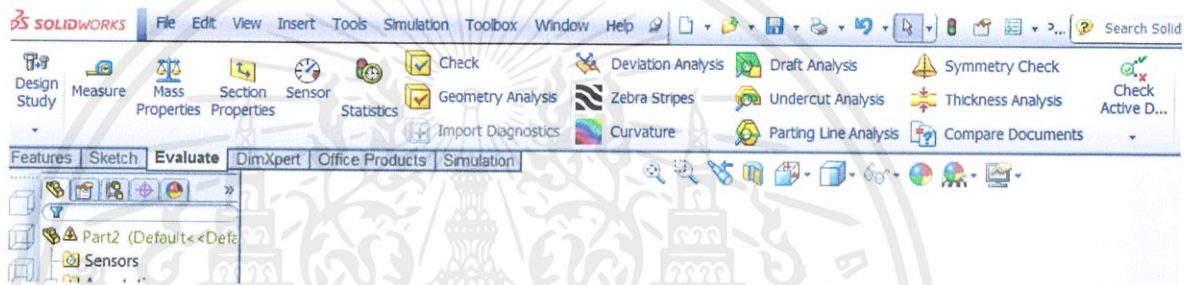 SOLIDWORKS File Edit View Insert Tools Simulation Toolbox Window Help Search Solid
Design Study
Measure
Mass Properties
Section Properties
Sensor
Statistics
Check
Geometry Analysis
Import Diagnostics
Deviation Analysis
Zebra Stripes
Curvature
Draft Analysis
Undercut Analysis
Parting Line Analysis
Symmetry Check
Thickness Analysis
Compare Documents
Check Active D...
Features Sketch Evaluate DimXpert Office Products Simulation
Part2 (Default<<Defa
Sensors